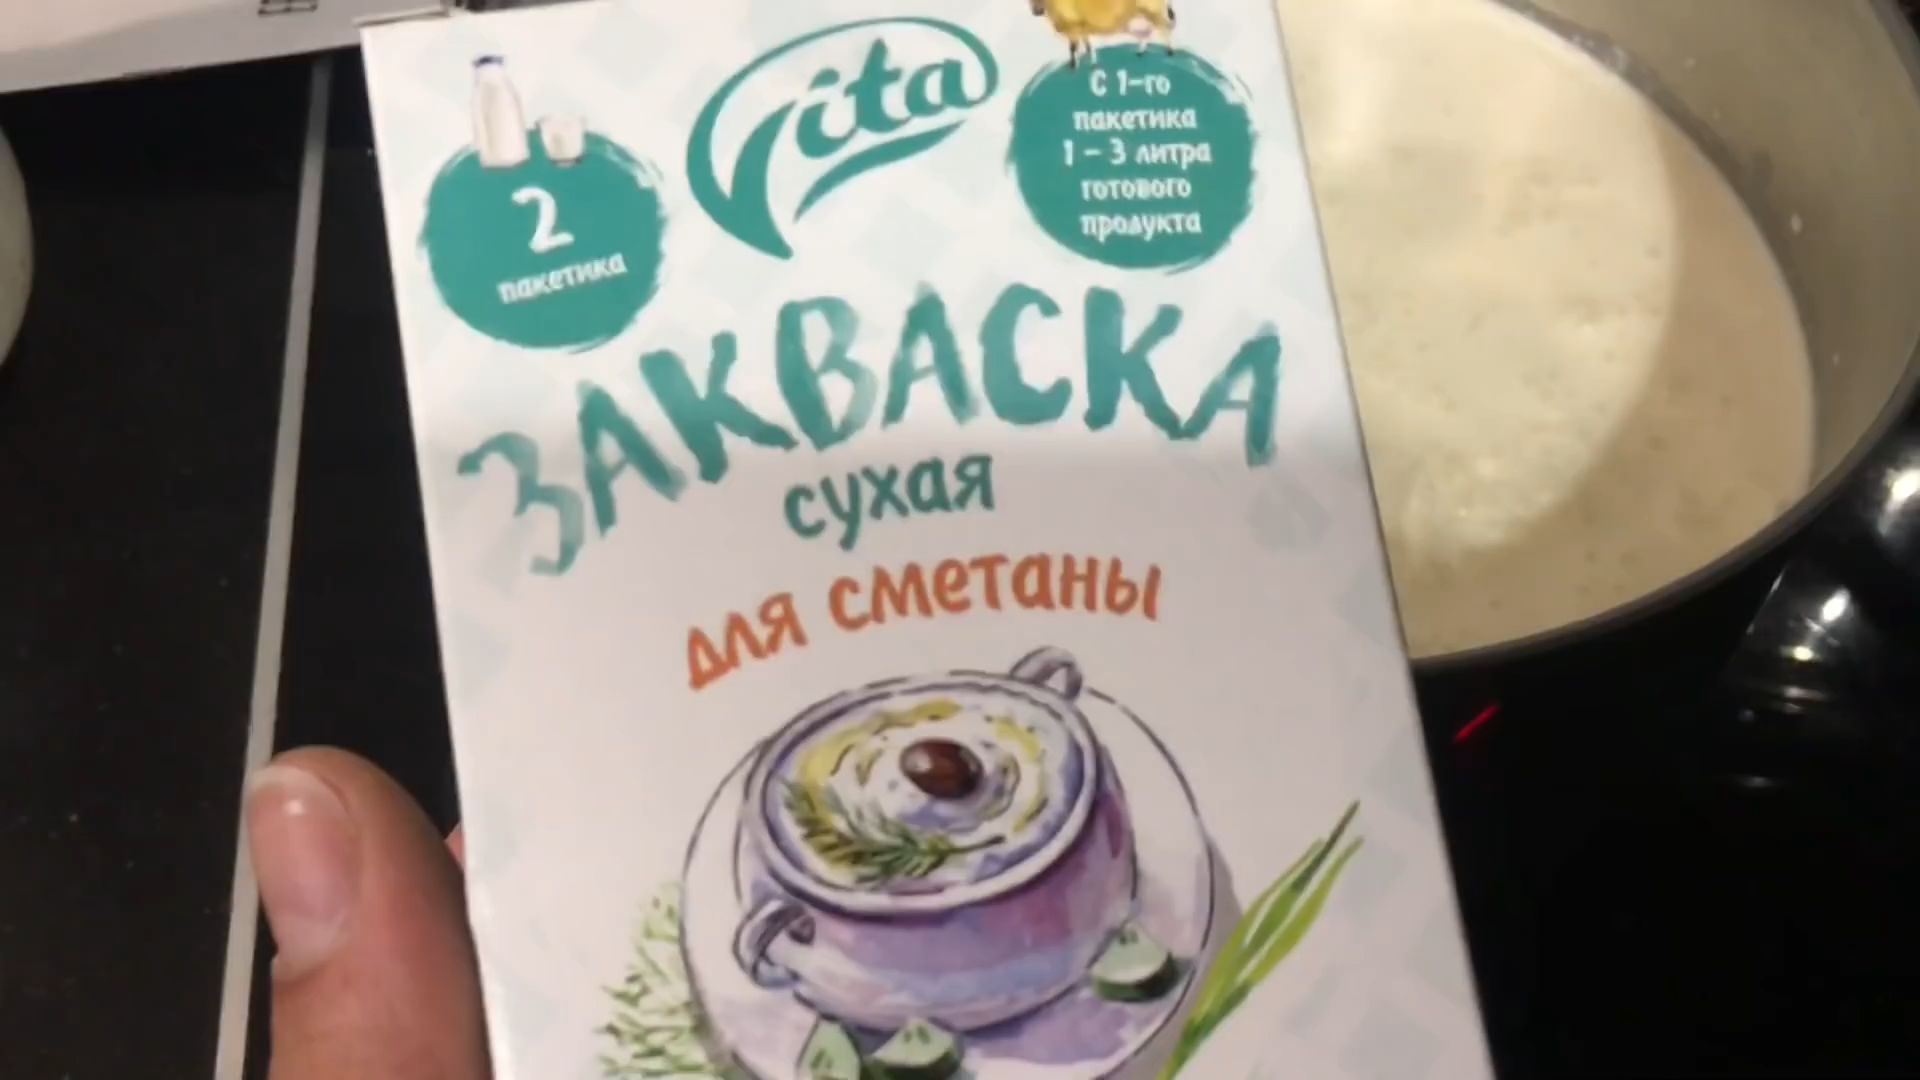 Vita
2
пакетика
С 1-го
пакетика
1 – 3 литра
готового
продукта
ЗАКВАСКА
сухая
для сметаны